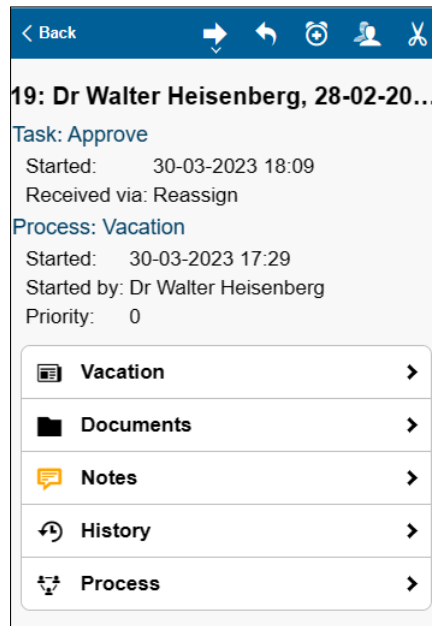 Back
19: Dr Walter Heisenberg, 28-02-20...
Task: Approve
Started: 30-03-2023 18:09
Received via: Reassign
Process: Vacation
Started: 30-03-2023 17:29
Started by: Dr Walter Heisenberg
Priority: 0
Vacation
Documents
Notes
History
Process